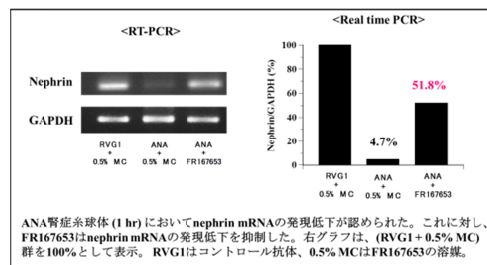 <RT-PCR>
Nephrin
GAPDH
RVG1
+
0.5% MC
ANA
+
0.5% MC
ANA
+
FR167653
<Real time PCR>
Nephrin/GAPDH (%)
100
80
60
40
20
0
4.7%
51.8%
RVG1
+
0.5% MC
ANA
+
0.5% MC
ANA
+
FR167653
ANA腎症糸球体 (1 hr) においてnephrin mRNAの発現低下が認められた。これに対し、
FR167653はnephrin mRNAの発現低下を抑制した。右グラフは、(RVG1 + 0.5% MC)
群を100%として表示。 RVG1はコントロール抗体、0.5% MCはFR167653の溶媒。